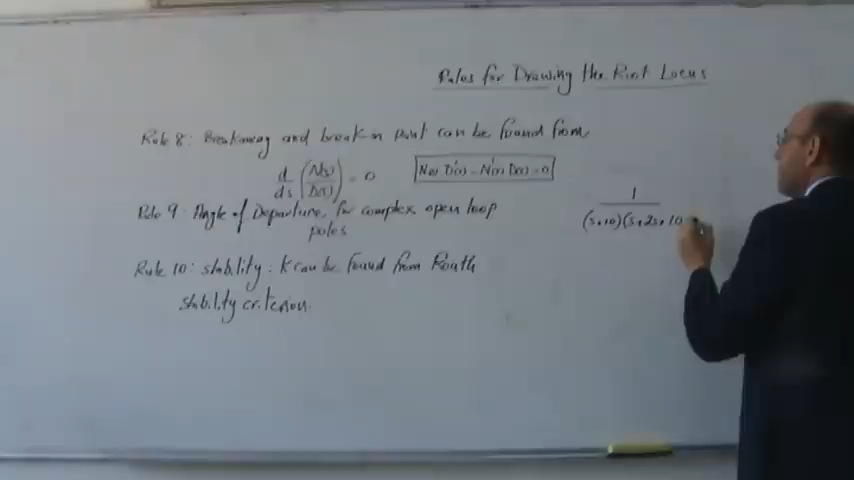 Rules for Drawing the Root Locus
Rule 8: Breakaway and break in point can be found from
d/ds (N(s)/D(s)) = 0   N(s) D'(s) - N'(s) D(s) = 0
Rule 9: Angle of Departure, for complex open loop
poles
1
(s+10)(s+2s+10
Rule 10: stability: K can be found from Routh
stability criterion.